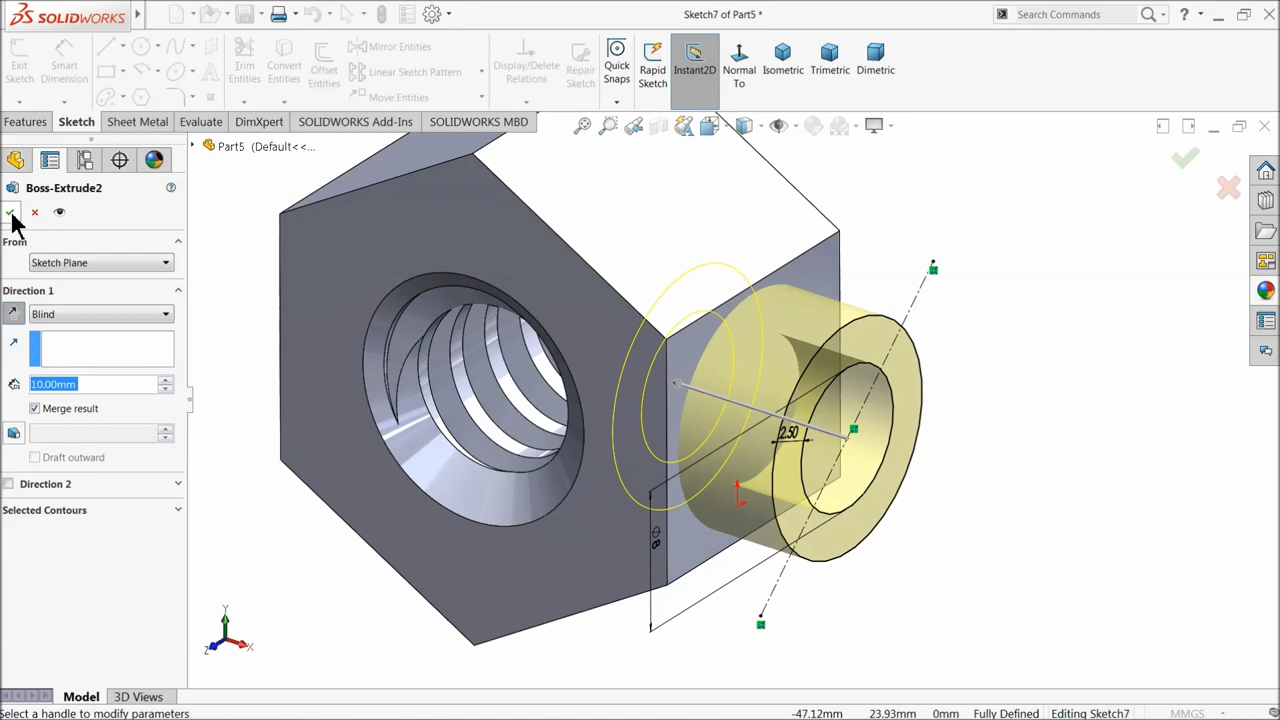 SOLIDWORKS
Sketch7 of Part5 *
Search Commands
Exit Sketch
Smart Dimension
Trim Entities
Convert Entities
Offset Entities
Mirror Entities
Linear Sketch Pattern
Move Entities
Display/Delete Relations
Repair Sketch
Quick Snaps
Rapid Sketch
Instant2D
Normal To
Isometric
Trimetric
Dimetric
Features Sketch Sheet Metal Evaluate DimXpert SOLIDWORKS Add-Ins SOLIDWORKS MBD
Part5 (Default<<...
Boss-Extrude2
From
Sketch Plane
Direction 1
Blind
10.00mm
Merge result
Draft outward
Direction 2
Selected Contours
2.50
⌀8
Y
Z
X
Model 3D Views
Select a handle to modify parameters
-47.12mm 23.93mm 0mm Fully Defined Editing Sketch7 MMGS